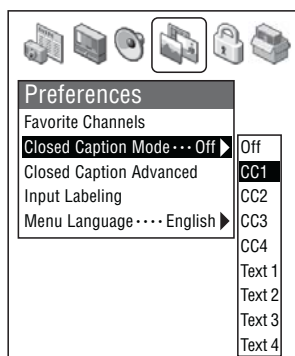 Preferences
Favorite Channels
Closed Caption Mode ··· Off
Closed Caption Advanced
Input Labeling
Menu Language ···· English
Off
CC1
CC2
CC3
CC4
Text 1
Text 2
Text 3
Text 4